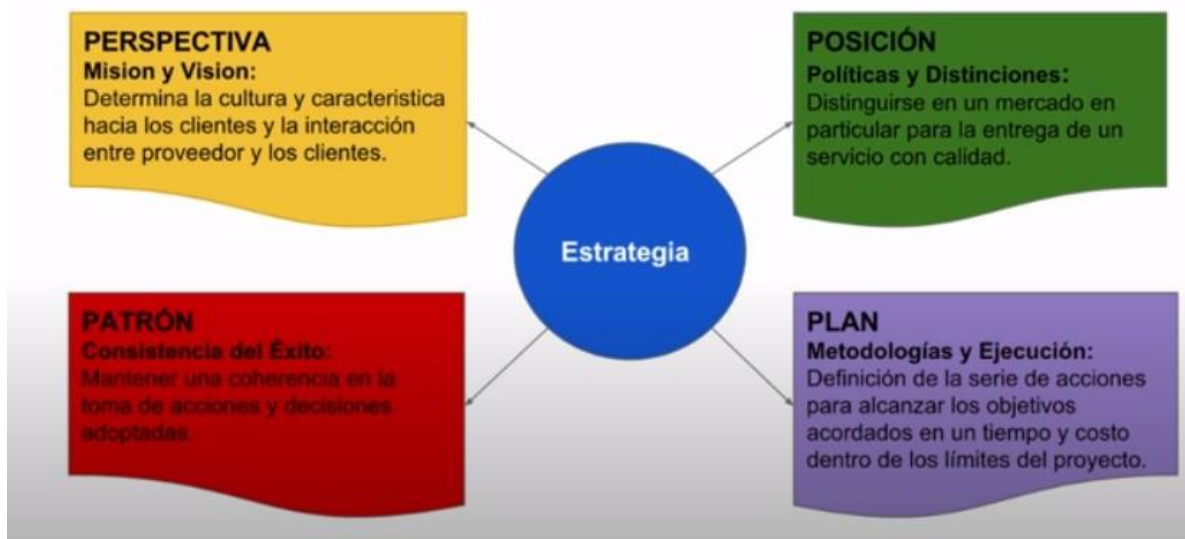 PERSPECTIVA
Mision y Vision:
Determina la cultura y caracteristica
hacia los clientes y la interacción
entre proveedor y los clientes.
POSICIÓN
Políticas y Distinciones:
Distinguirse en un mercado en
particular para la entrega de un
servicio con calidad.
Estrategia
PATRÓN
Consistencia del Éxito:
Mantener una coherencia en la
toma de acciones y decisiones
adoptadas.
PLAN
Metodologías y Ejecución:
Definición de la serie de acciones
para alcanzar los objetivos
acordados en un tiempo y costo
dentro de los límites del proyecto.